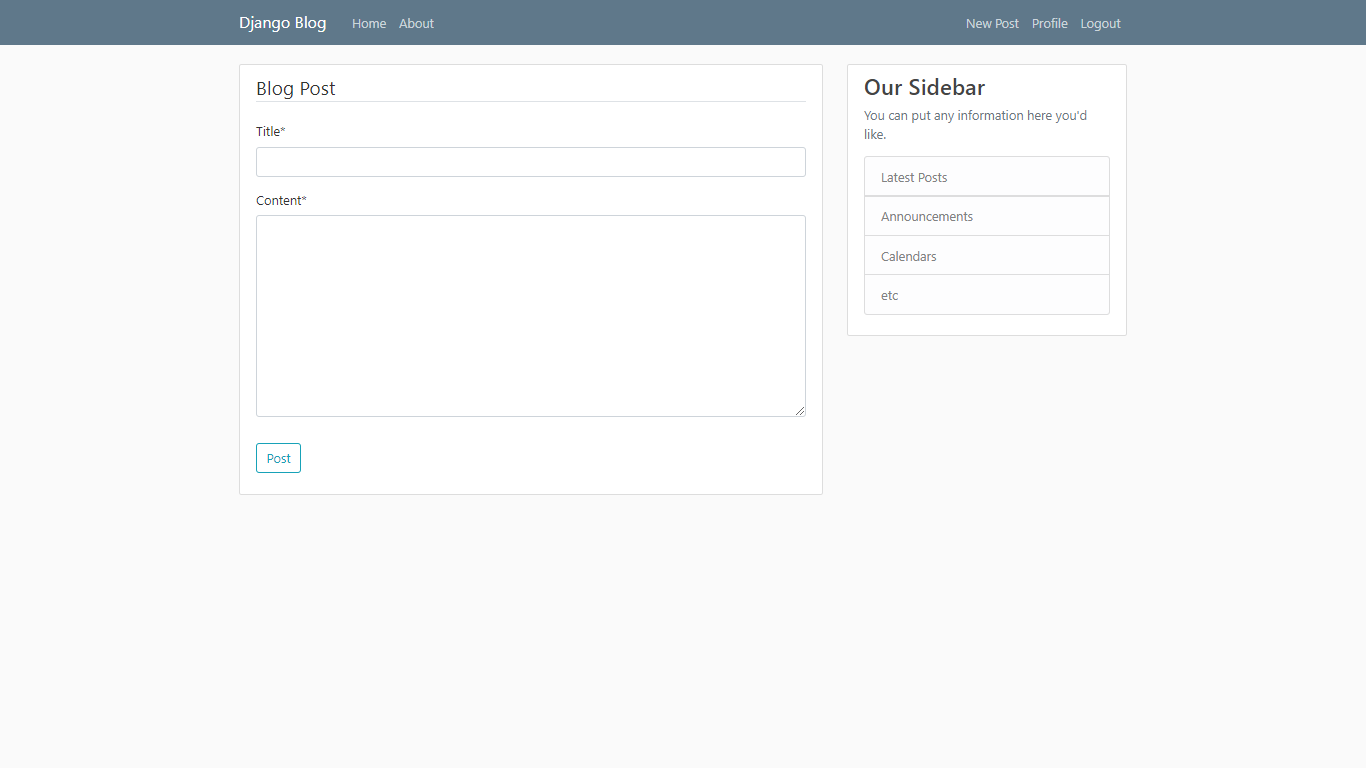 Django Blog Home About New Post Profile Logout
Blog Post
Title*
Content*
Post
Our Sidebar
You can put any information here you'd
like.
Latest Posts
Announcements
Calendars
etc